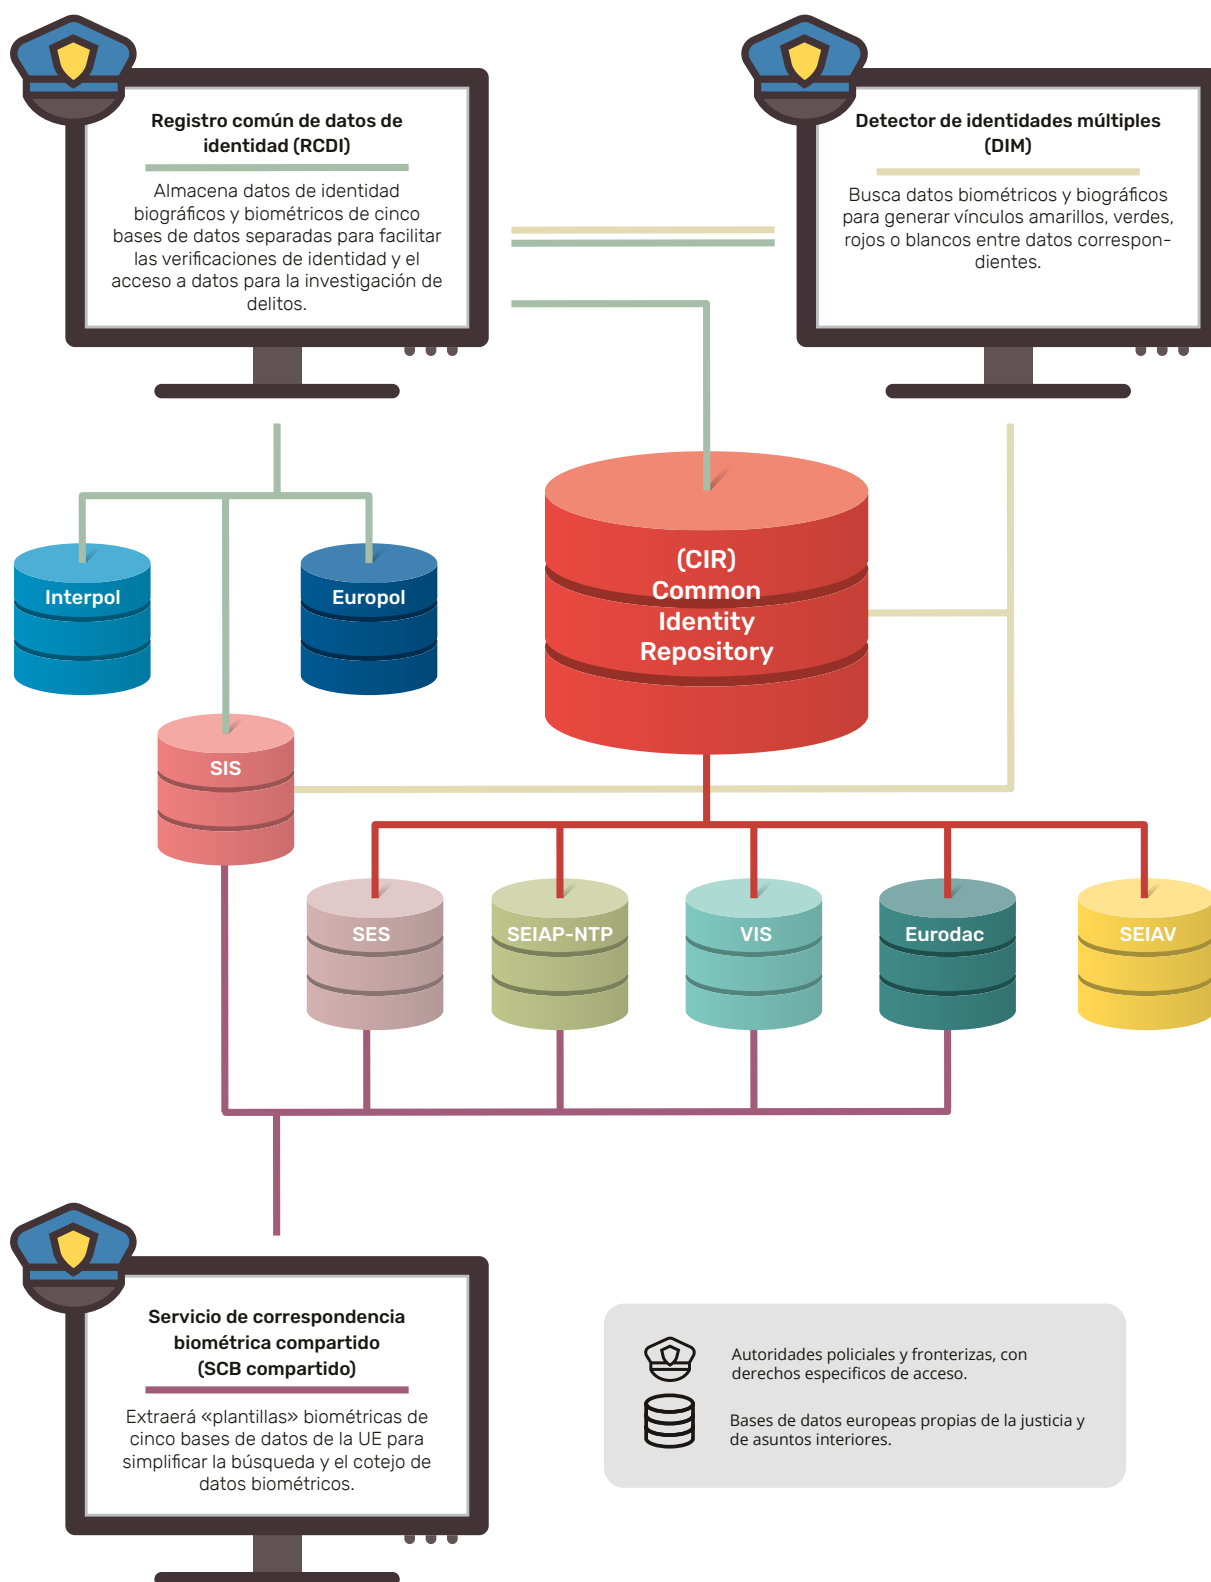 Registro común de datos de
identidad (RCDI)
Almacena datos de identidad
biográficos y biométricos de cinco
bases de datos separadas para facilitar
las verificaciones de identidad y el
acceso a datos para la investigación de
delitos.
Detector de identidades múltiples
(DIM)
Busca datos biométricos y biográficos
para generar vínculos amarillos, verdes,
rojos o blancos entre datos correspon-
dientes.
Interpol
Europol
(CIR)
Common
Identity
Repository
SIS
SES
SEIAP-NTP
VIS
Eurodac
SEIAV
Servicio de correspondencia
biométrica compartido
(SCB compartido)
Extraerá «plantillas» biométricas de
cinco bases de datos de la UE para
simplificar la búsqueda y el cotejo de
datos biométricos.
Autoridades policiales y fronterizas, con
derechos especificos de acceso.
Bases de datos europeas propias de la justicia y
de asuntos interiores.